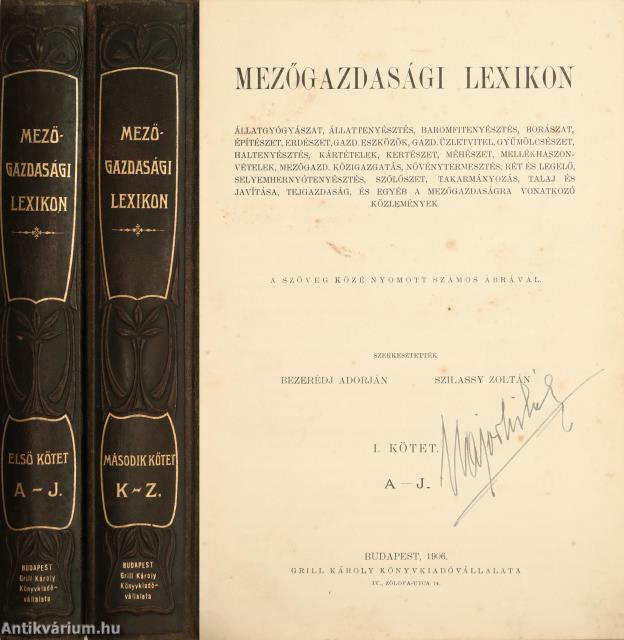 MEZŐ-
GAZDASÁGI
LEXIKON
ELSŐ KÖTET
A-J.
BUDAPEST
Grill Károly
Könyvkiadó-
vállalata
MEZŐ-
GAZDASÁGI
LEXIKON
MÁSODIK KÖTET
K-Z.
BUDAPEST
Grill Károly
Könyvkiadó-
vállalata
MEZŐGAZDASÁGI LEXIKON
ÁLLATGYÓGYÁSZAT, ÁLLATTENYÉSZTÉS, BAROMFITENYÉSZTÉS, BORÁSZAT,
ÉPÍTÉSZET, ERDÉSZET, GAZD. ESZKÖZÖK, GAZD. ÜZLETVITEL, GYÜMÖLCSÉSZET,
HALTENYÉSZTÉS, KÁRTÉTELEK, KERTÉSZET, MÉHÉSZET, MELLÉKHASZON-
VÉTELEK, MEZŐGAZD. KÖZIGAZGATÁS, NÖVÉNYTERMESZTÉS, RÉT ÉS LEGELŐ,
SELYEMHERNYÓTENYÉSZTÉS, SZŐLŐSZET, TAKARMÁNYOZÁS, TALAJ ÉS
JAVÍTÁSA, TEJGAZDASÁG, ÉS EGYÉB A MEZŐGAZDASÁGRA VONATKOZÓ
KÖZLEMÉNYEK
A SZÖVEG KÖZÉ NYOMOTT SZÁMOS ÁBRÁVAL.
SZERKESZTETTÉK
BEZERÉDJ ADORJÁN SZILASSY ZOLTÁN
I. KÖTET.
A—J.
BUDAPEST, 1906.
GRILL KÁROLY KÖNYVKIADÓVÁLLALATA
IV., ZÖLDFA-UTCA 14.
Antikvárium.hu